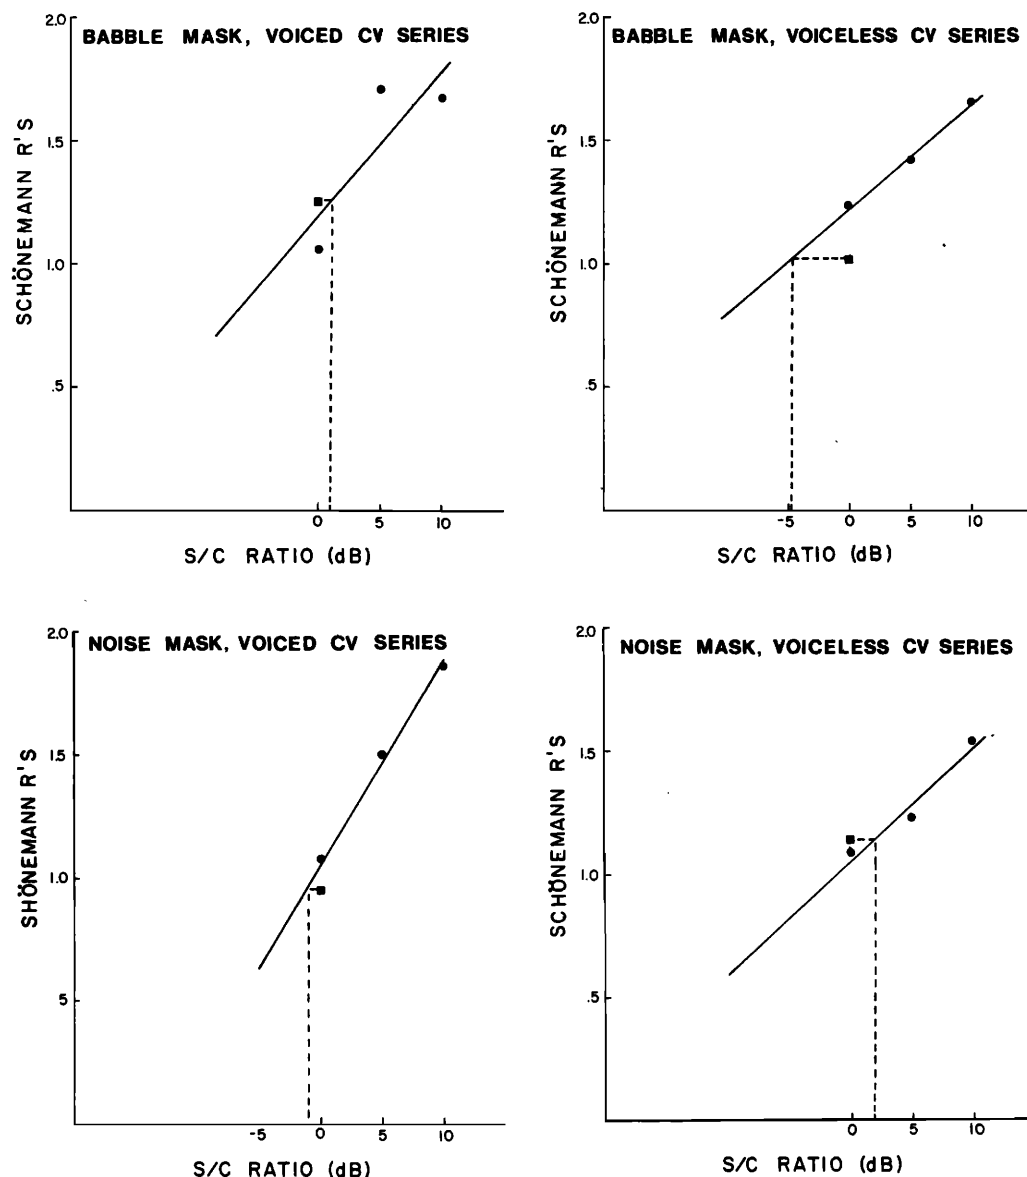 BABBLE MASK, VOICED CV SERIES
2.0
1.5
1.0
.5
SCHÖNEMANN R'S
0 5 10
S/C RATIO (dB)
BABBLE MASK, VOICELESS CV SERIES
2.0
1.5
1.0
.5
SCHÖNEMANN R'S
-5 0 5 10
S/C RATIO (dB)
NOISE MASK, VOICED CV SERIES
2.0
1.5
1.0
5
SHÖNEMANN R'S
-5 0 5 10
S/C RATIO (dB)
NOISE MASK, VOICELESS CV SERIES
2.0
1.5
1.0
.5
SCHÖNEMANN R'S
0 5 10
S/C RATIO (dB)